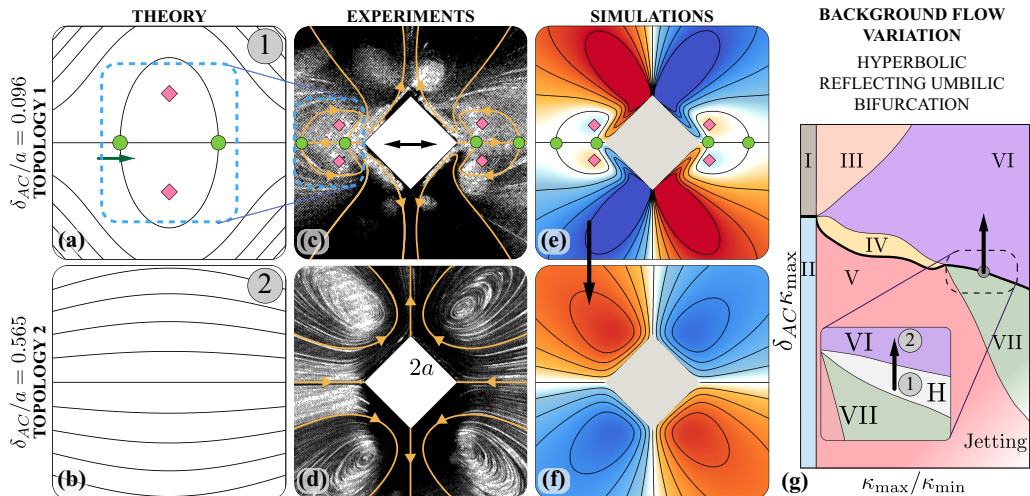 THEORY
EXPERIMENTS
SIMULATIONS
BACKGROUND FLOW
VARIATION
HYPERBOLIC
REFLECTING UMBILIC
BIFURCATION
δ_AC/a = 0.096
TOPOLOGY 1
1
(a)
(c)
(e)
δ_AC/a = 0.565
TOPOLOGY 2
2
(b)
2a
(d)
(f)
δ_AC κ_max
I
III
VI
IV
II
V
VII
VI
2
1
H
VII
Jetting
(g)
κ_max/κ_min